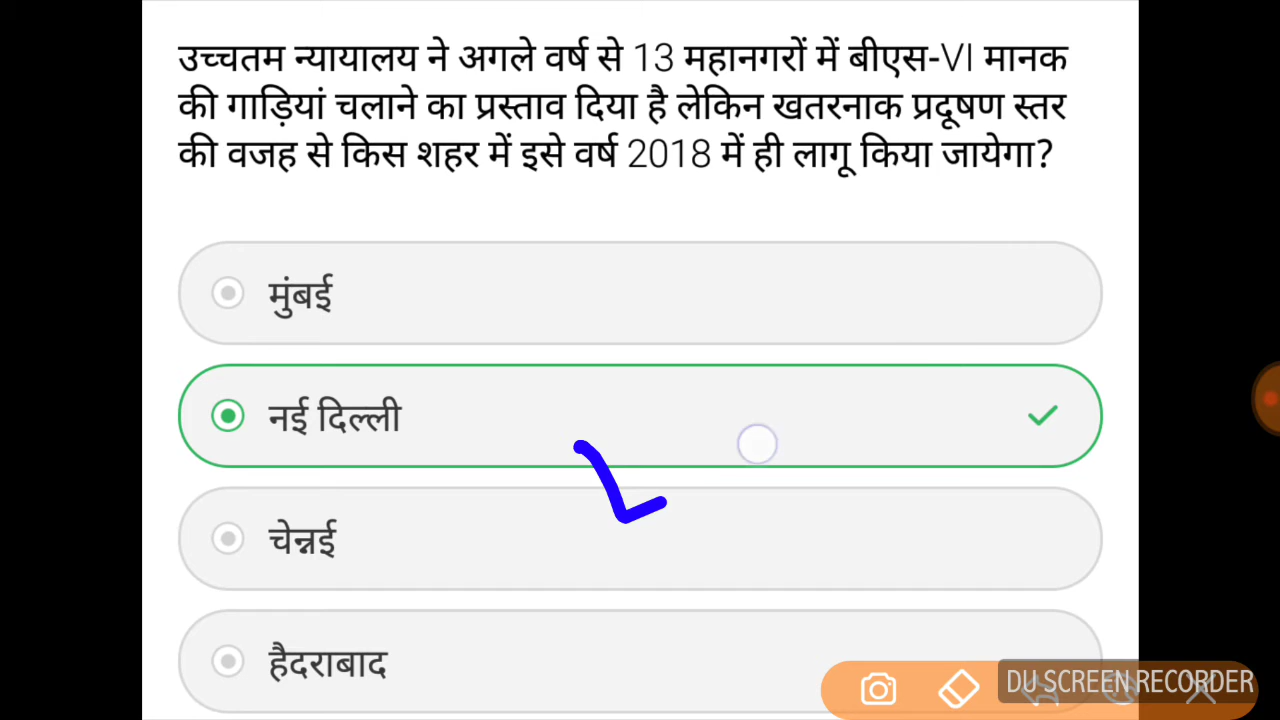 उच्चतम न्यायालय ने अगले वर्ष से 13 महानगरों में बीएस-VI मानक
की गाड़ियां चलाने का प्रस्ताव दिया है लेकिन खतरनाक प्रदूषण स्तर
की वजह से किस शहर में इसे वर्ष 2018 में ही लागू किया जायेगा?
मुंबई
नई दिल्ली
चेन्नई
हैदराबाद
DU SCREEN RECORDER